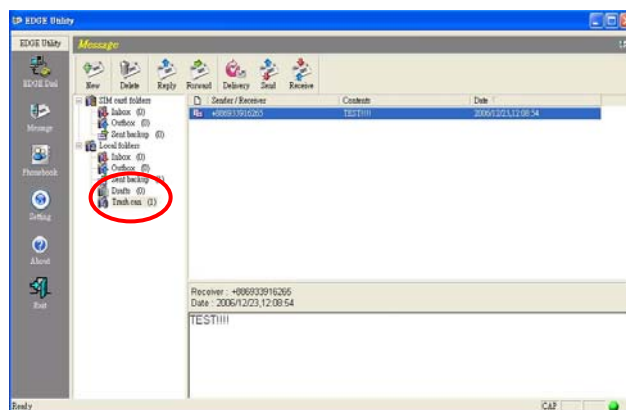 EDGE Utility
EDGE Utility
Message
EDGE Dial
Message
Phonebook
Setting
About
Exit
New Delete Reply Forward Delivery Send Receive
SIM card folders
Inbox (0)
Outbox (0)
Sent backup (0)
Local folders
Inbox (0)
Outbox (0)
Sent backup
Drafts (0)
Trash can (1)
Sender / Receiver Contents Date
+886933916265 TEST!!!! 2006/12/23,12:08:54
Receiver : +886933916265
Date : 2006/12/23,12:08:54
TEST!!!!
Ready CAP